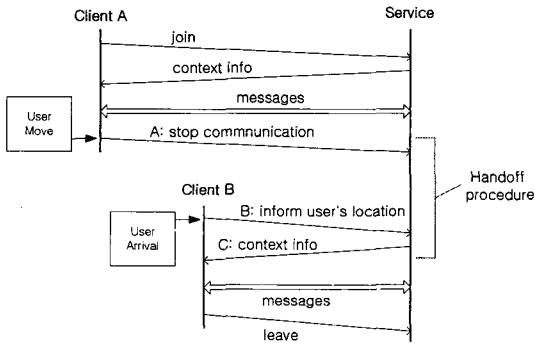 Client A
Service
join
context info
messages
User
Move
A: stop commnunication
Handoff
procedure
Client B
B: inform user's location
User
Arrival
C: context info
messages
leave